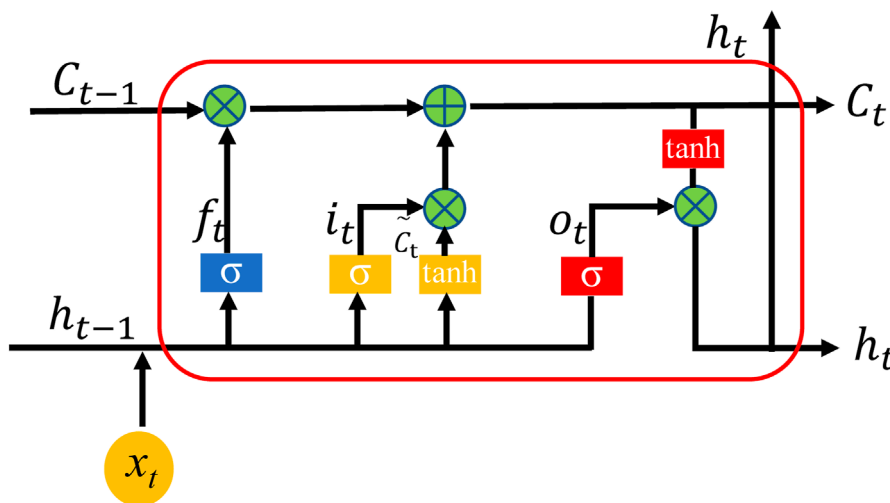 h_t
C_{t-1}
C_t
tanh
f_t
i_t
C̃_t
o_t
σ
σ
tanh
σ
h_{t-1}
h_t
x_t